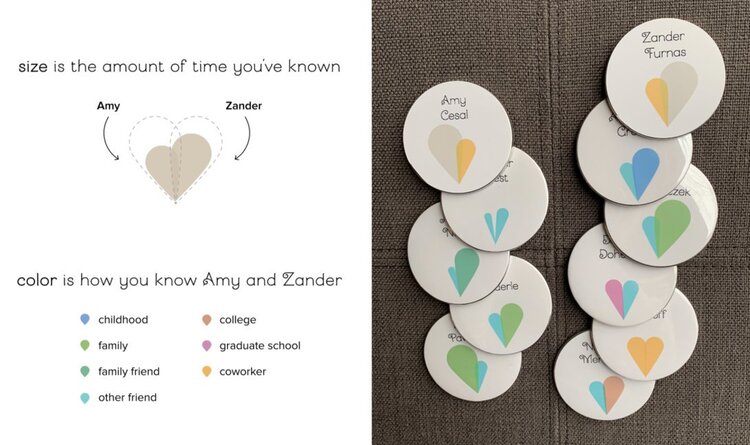 size is the amount of time you've known
Amy
Zander
color is how you know Amy and Zander
childhood
family
family friend
other friend
college
graduate school
coworker
Amy
Cesal
Zander
Furnas